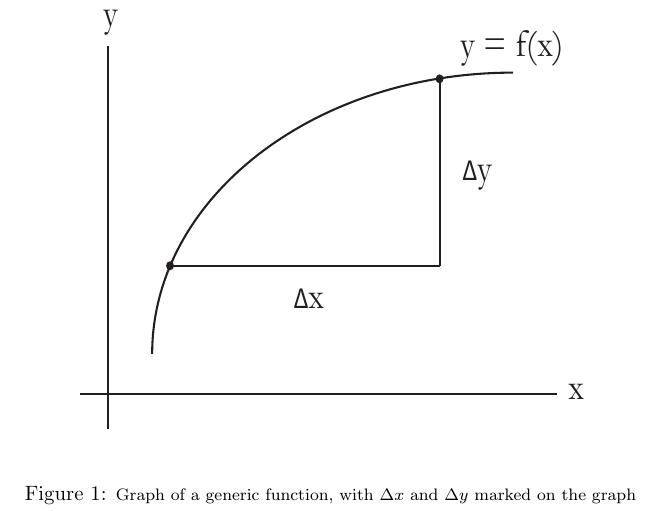 y
y = f(x)
Δy
Δx
x
Figure 1: Graph of a generic function, with Δx and Δy marked on the graph